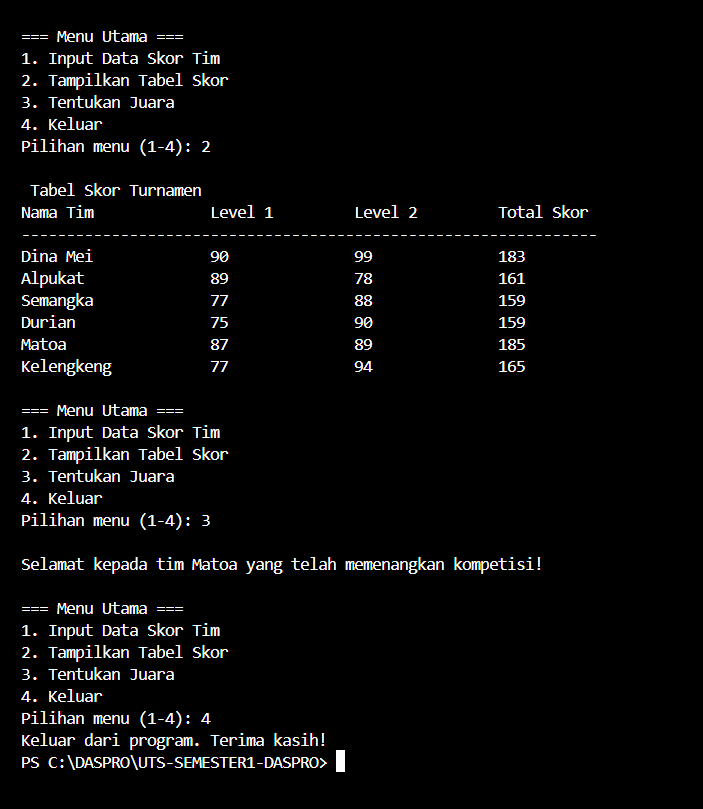 === Menu Utama ===
1. Input Data Skor Tim
2. Tampilkan Tabel Skor
3. Tentukan Juara
4. Keluar
Pilihan menu (1-4): 2
Tabel Skor Turnamen
Nama Tim Level 1 Level 2 Total Skor
----------------------------------------------------------------
Dina Mei 90 99 183
Alpukat 89 78 161
Semangka 77 88 159
Durian 75 90 159
Matoa 87 89 185
Kelengkeng 77 94 165
=== Menu Utama ===
1. Input Data Skor Tim
2. Tampilkan Tabel Skor
3. Tentukan Juara
4. Keluar
Pilihan menu (1-4): 3
Selamat kepada tim Matoa yang telah memenangkan kompetisi!
=== Menu Utama ===
1. Input Data Skor Tim
2. Tampilkan Tabel Skor
3. Tentukan Juara
4. Keluar
Pilihan menu (1-4): 4
Keluar dari program. Terima kasih!
PS C:\DASPRO\UTS-SEMESTER1-DASPRO>